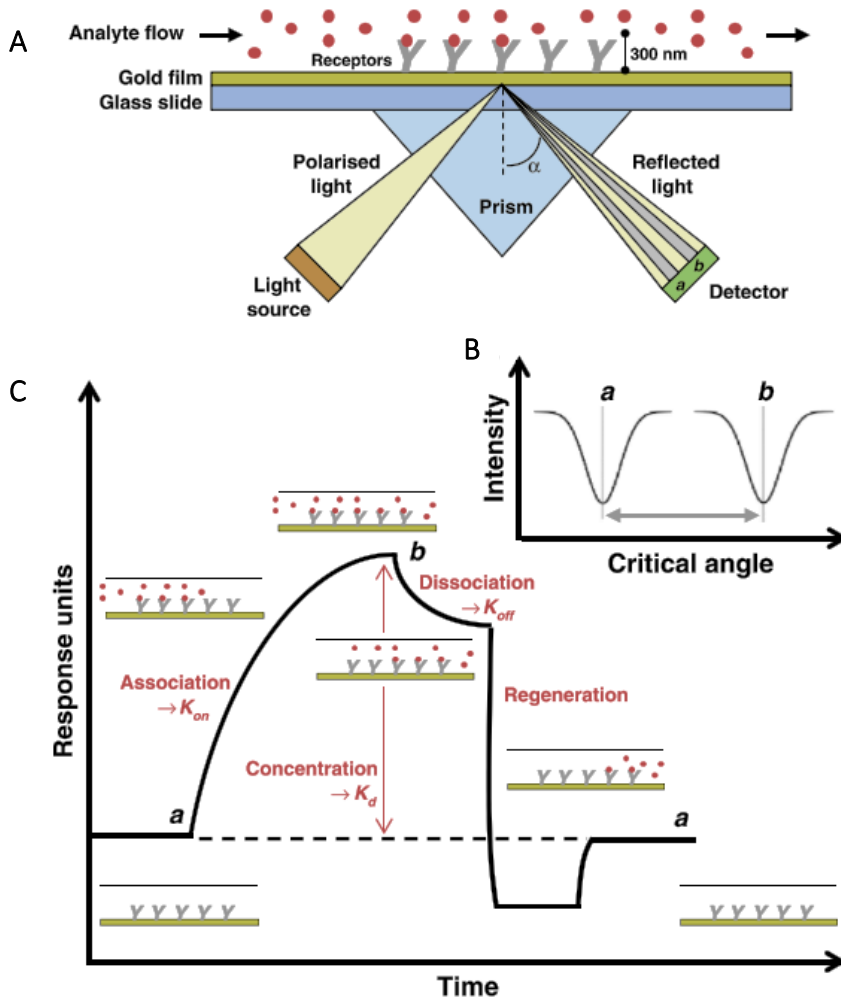 A
Analyte flow
Receptors
300 nm
Gold film
Glass slide
Polarised
light
α
Reflected
light
Prism
Light
source
a
b
Detector
B
Intensity
a
b
Critical angle
C
Response units
b
Dissociation
→ K_off
Association
→ K_on
Regeneration
Concentration
→ K_d
a
a
Time